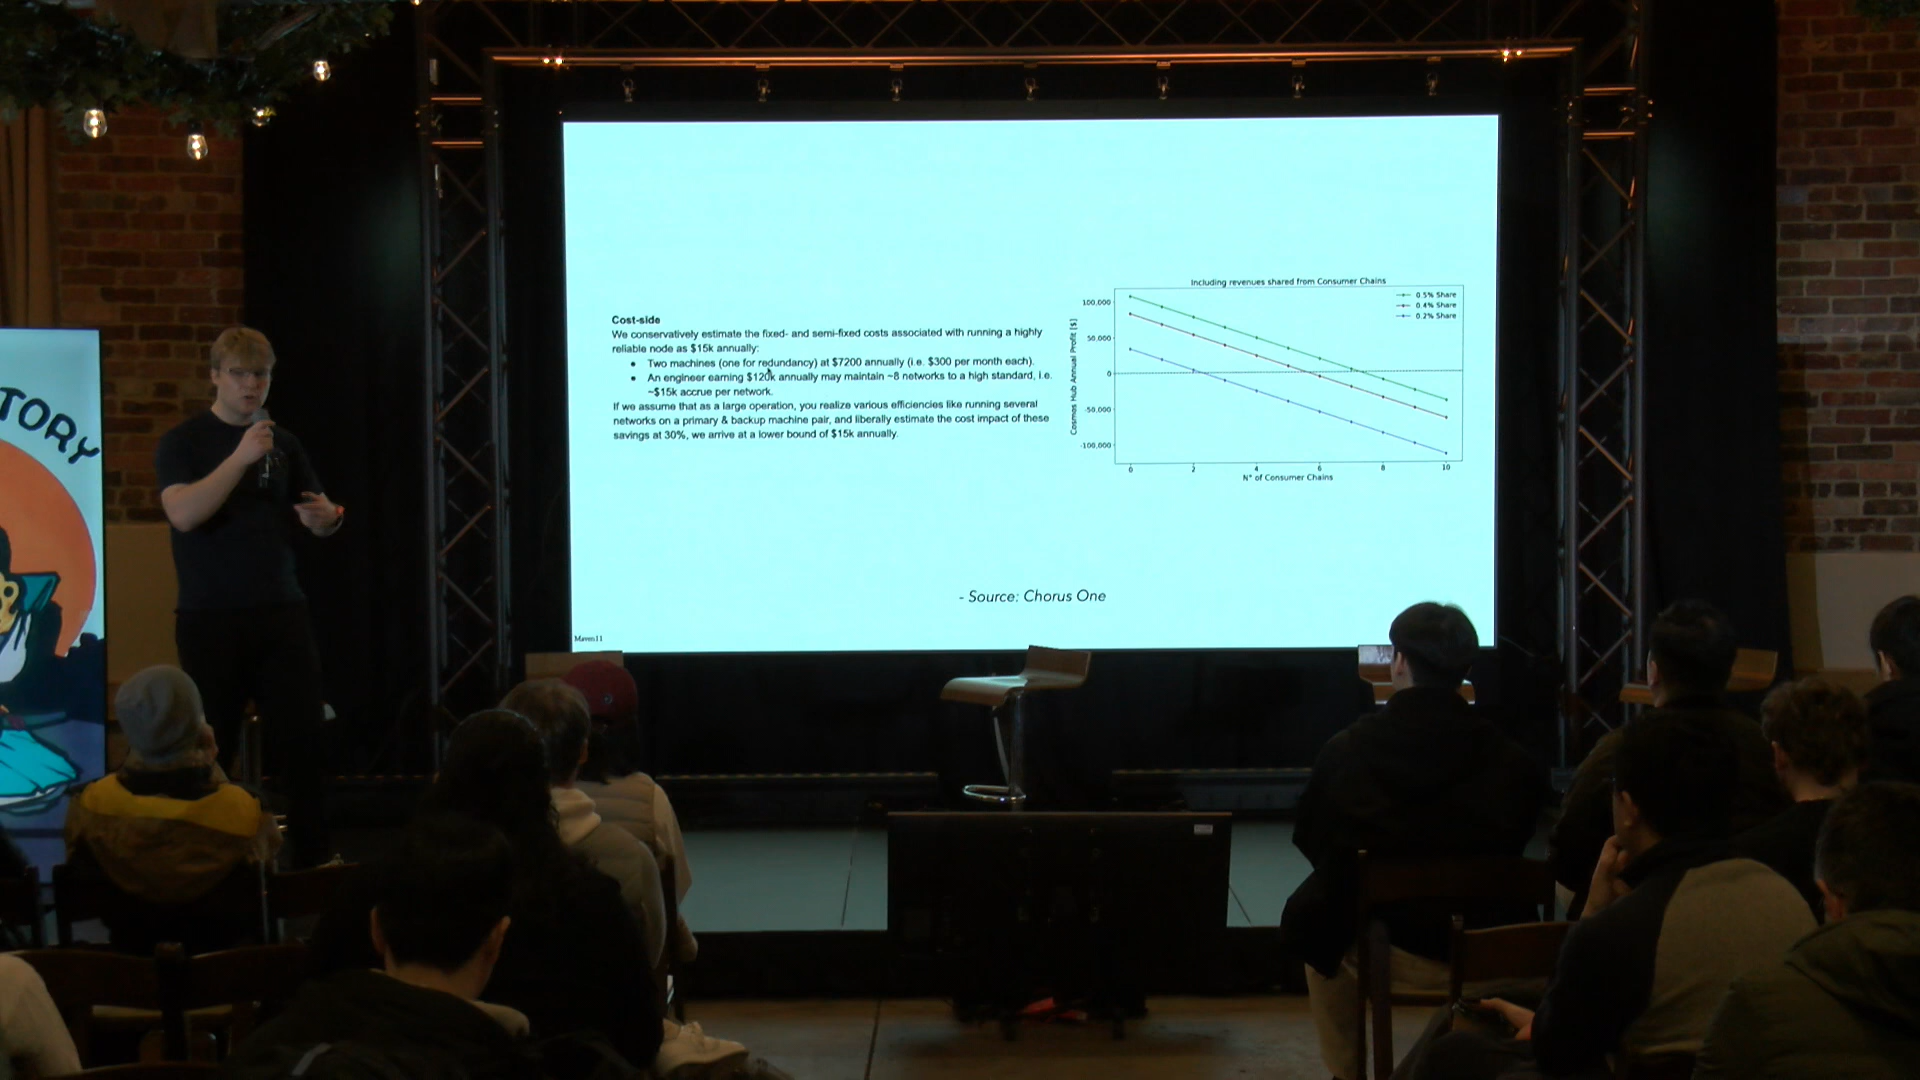 TORY
Cost-side
We conservatively estimate the fixed- and semi-fixed costs associated with running a highly
reliable node as $15k annually:
• Two machines (one for redundancy) at $7200 annually (i.e. $300 per month each).
• An engineer earning $120k annually may maintain ~8 networks to a high standard, i.e.
~$15k accrue per network.
If we assume that as a large operation, you realize various efficiencies like running several
networks on a primary & backup machine pair, and liberally estimate the cost impact of these
savings at 30%, we arrive at a lower bound of $15k annually.
Including revenues shared from Consumer Chains
0.5% Share
0.4% Share
0.2% Share
Cosmos Hub Annual Profit [$]
100,000
50,000
0
-50,000
-100,000
0 2 4 6 8 10
N° of Consumer Chains
- Source: Chorus One
Maven11